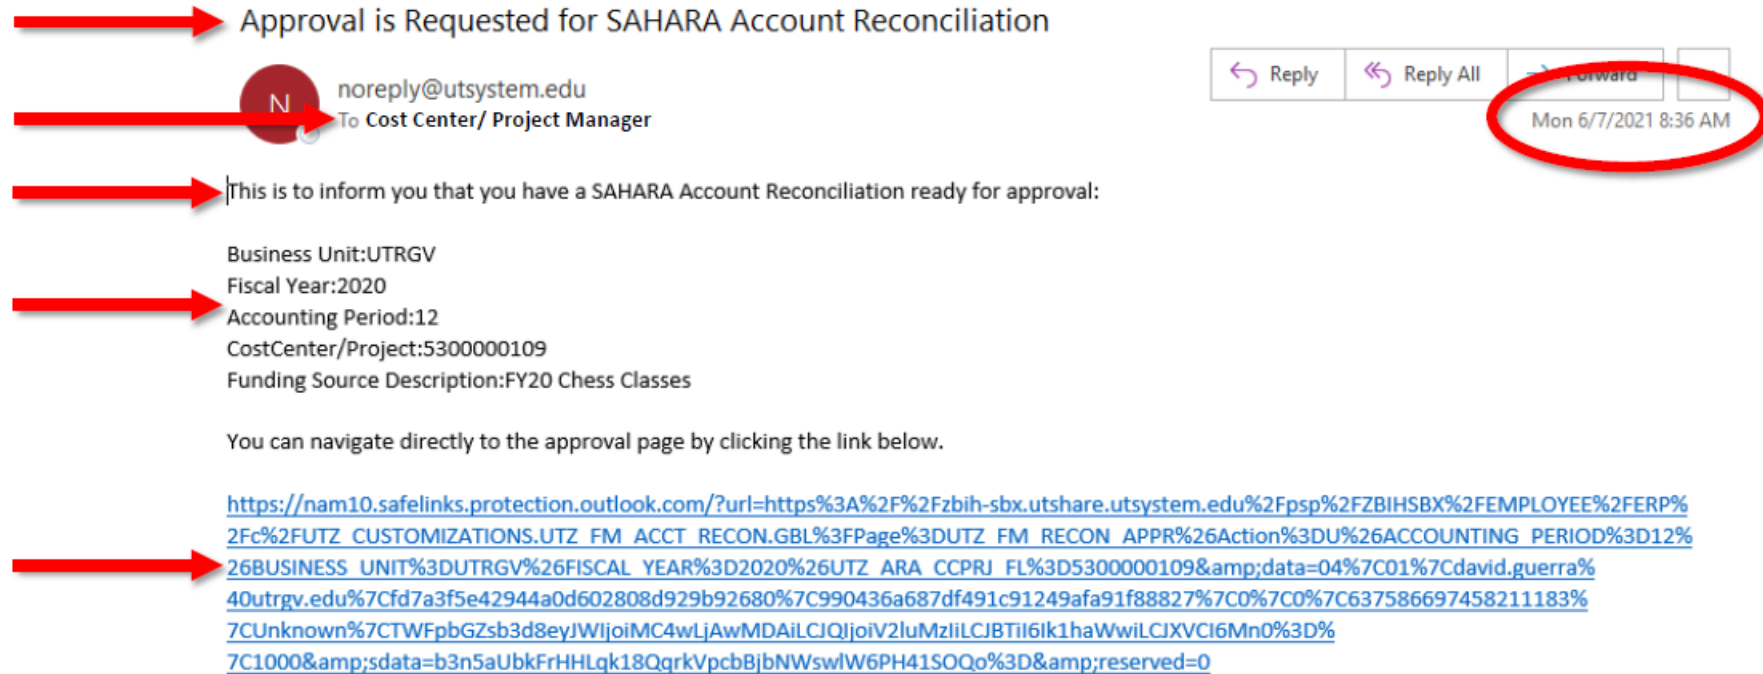 Approval is Requested for SAHARA Account Reconciliation
Reply
Reply All
Forward
N
noreply@utsystem.edu
To Cost Center/ Project Manager
Mon 6/7/2021 8:36 AM
This is to inform you that you have a SAHARA Account Reconciliation ready for approval:
Business Unit:UTRGV
Fiscal Year:2020
Accounting Period:12
CostCenter/Project:5300000109
Funding Source Description:FY20 Chess Classes
You can navigate directly to the approval page by clicking the link below.
https://nam10.safelinks.protection.outlook.com/?url=https%3A%2F%2Fzbih-sbx.utshare.utsystem.edu%2Fpsp%2FZBIHSBX%2FEMPLOYEE%2FERP%
2Fc%2FUTZ_CUSTOMIZATIONS.UTZ_FM_ACCT_RECON.GBL%3FPage%3DUTZ_FM_RECON_APPR%26Action%3DU%26ACCOUNTING_PERIOD%3D12%
26BUSINESS_UNIT%3DUTRGV%26FISCAL_YEAR%3D2020%26UTZ_ARA_CCPRJ_FL%3D5300000109&amp;data=04%7C01%7Cdavid.guerra%
40utrgv.edu%7Cfd7a3f5e42944a0d602808d929b92680%7C990436a687df491c91249afa91f88827%7C0%7C0%7C637586697458211183%
7CUnknown%7CTWFpbGZsb3d8eyJWIjoiMC4wLjAwMDAiLCJQIjoiV2luMzIiLCJBTiI6Ik1haWwiLCJXVCI6Mn0%3D%
7C1000&amp;sdata=b3n5aUbkFrHHLqk18QqrkVpcbBjbNWswlW6PH41SOQo%3D&amp;reserved=0